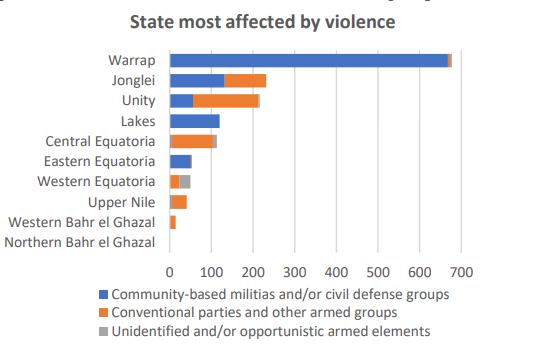 State most affected by violence
Warrap
Jonglei
Unity
Lakes
Central Equatoria
Eastern Equatoria
Western Equatoria
Upper Nile
Western Bahr el Ghazal
Northern Bahr el Ghazal
0 100 200 300 400 500 600 700
Community-based militias and/or civil defense groups
Conventional parties and other armed groups
Unidentified and/or opportunistic armed elements